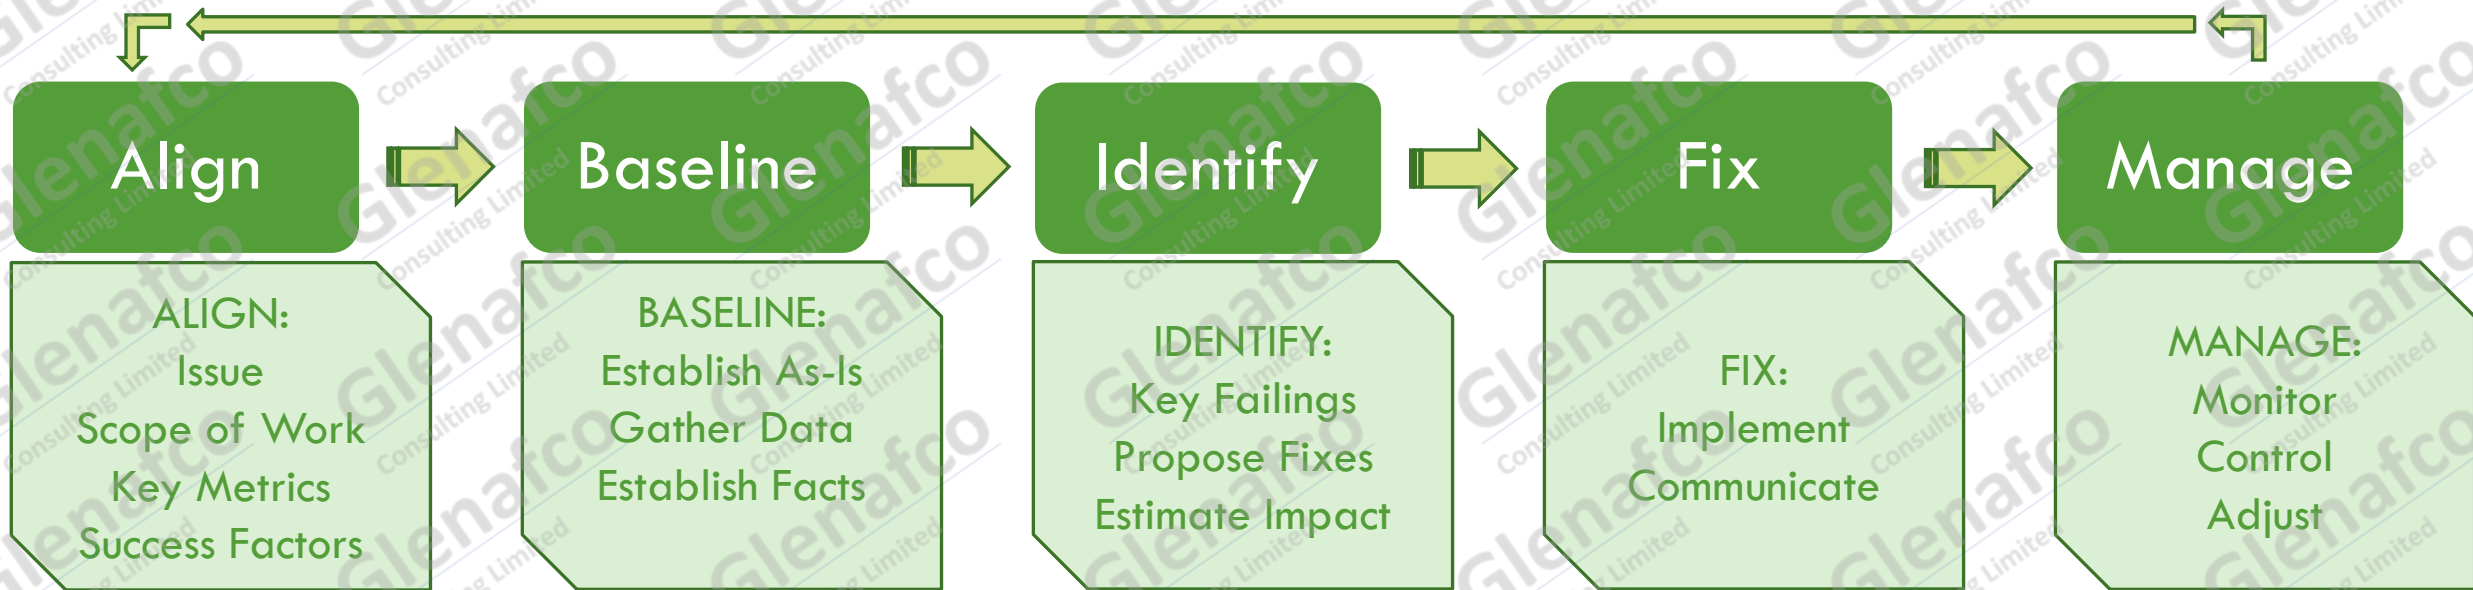 Align
Baseline
Identify
Fix
Manage
ALIGN:
Issue
Scope of Work
Key Metrics
Success Factors
BASELINE:
Establish As-Is
Gather Data
Establish Facts
IDENTIFY:
Key Failings
Propose Fixes
Estimate Impact
FIX:
Implement
Communicate
MANAGE:
Monitor
Control
Adjust
Glenafco
Consulting Limited